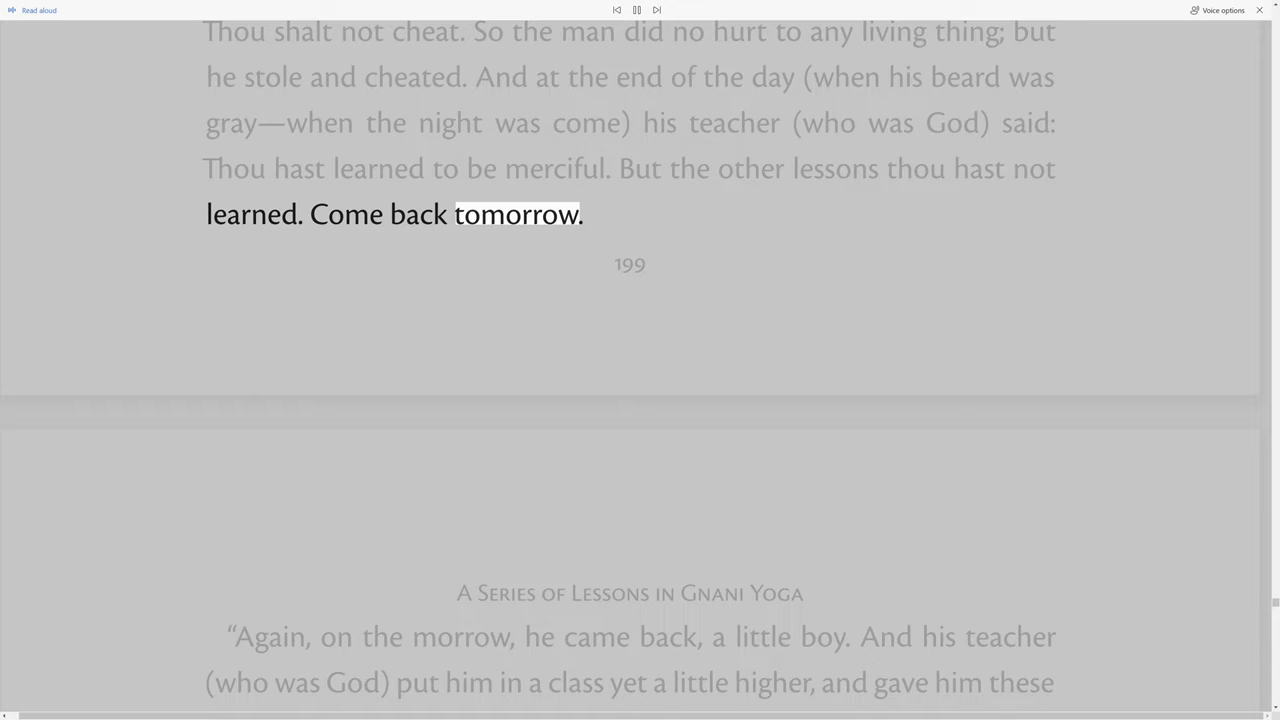 Read aloud
Voice options
Thou shalt not cheat. So the man did no hurt to any living thing; but
he stole and cheated. And at the end of the day (when his beard was
gray—when the night was come) his teacher (who was God) said:
Thou hast learned to be merciful. But the other lessons thou hast not
learned. Come back tomorrow.
199
A Series of Lessons in Gnani Yoga
“Again, on the morrow, he came back, a little boy. And his teacher
(who was God) put him in a class yet a little higher, and gave him these